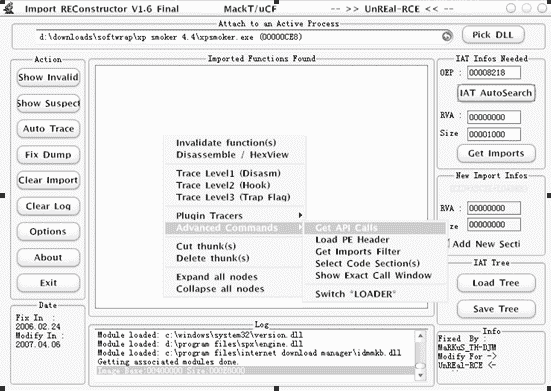 Import REConstructor V1.6 Final MackT/uCF -- >> UnREal-RCE << --
Attach to an Active Process
d:\downloads\softwrap\xp smoker 4.4\xpsmoker.exe (00000CE8)
Pick DLL
Action
Show Invalid
Show Suspect
Auto Trace
Fix Dump
Clear Import
Clear Log
Options
About
Exit
Date
Fix In :
2006.02.24
Modify In :
2007.04.06
Imported Functions Found
Invalidate function(s)
Disassemble / HexView
Trace Level1 (Disasm)
Trace Level2 (Hook)
Trace Level3 (Trap Flag)
Plugin Tracers
Advanced Commands
Cut thunk(s)
Delete thunk(s)
Expand all nodes
Collapse all nodes
Get API Calls
Load PE Header
Get Imports Filter
Select Code Section(s)
Show Exact Call Window
Switch "LOADER"
Log
Module loaded: c:\windows\system32\version.dll
Module loaded: d:\program files\spx\engine.dll
Module loaded: c:\program files\internet download manager\idmmkb.dll
Getting associated modules done.
Image Base:00400000 Size:000E8000
IAT Infos Needed
OEP : 00008218
IAT AutoSearch
RVA : 00000000
Size 00001000
Get Imports
New Import Infos
RVA : 00000000
ze 00000000
Add New Secti
IAT Tree
Load Tree
Save Tree
Info
Fixed By :
MaRKuS_TH-DJM
Modify For ->
UnREal-RCE <-